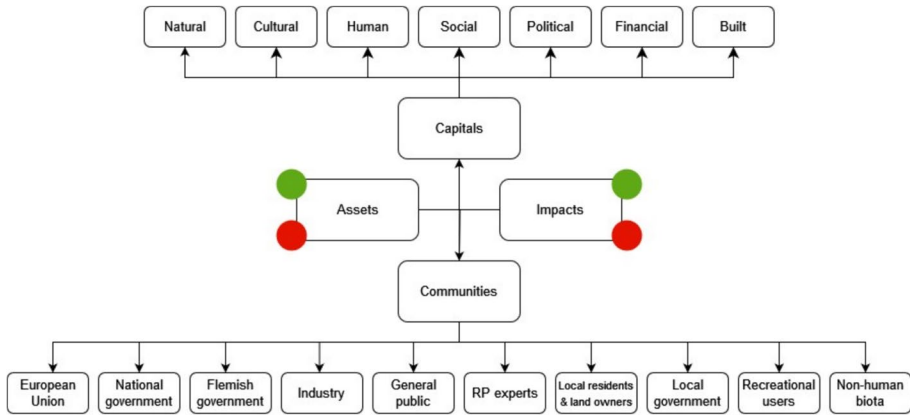 Natural
Cultural
Human
Social
Political
Financial
Built
Capitals
Assets
Impacts
Communities
European
Union
National
government
Flemish
government
Industry
General
public
RP experts
Local residents
& land owners
Local
government
Recreational
users
Non-human
biota